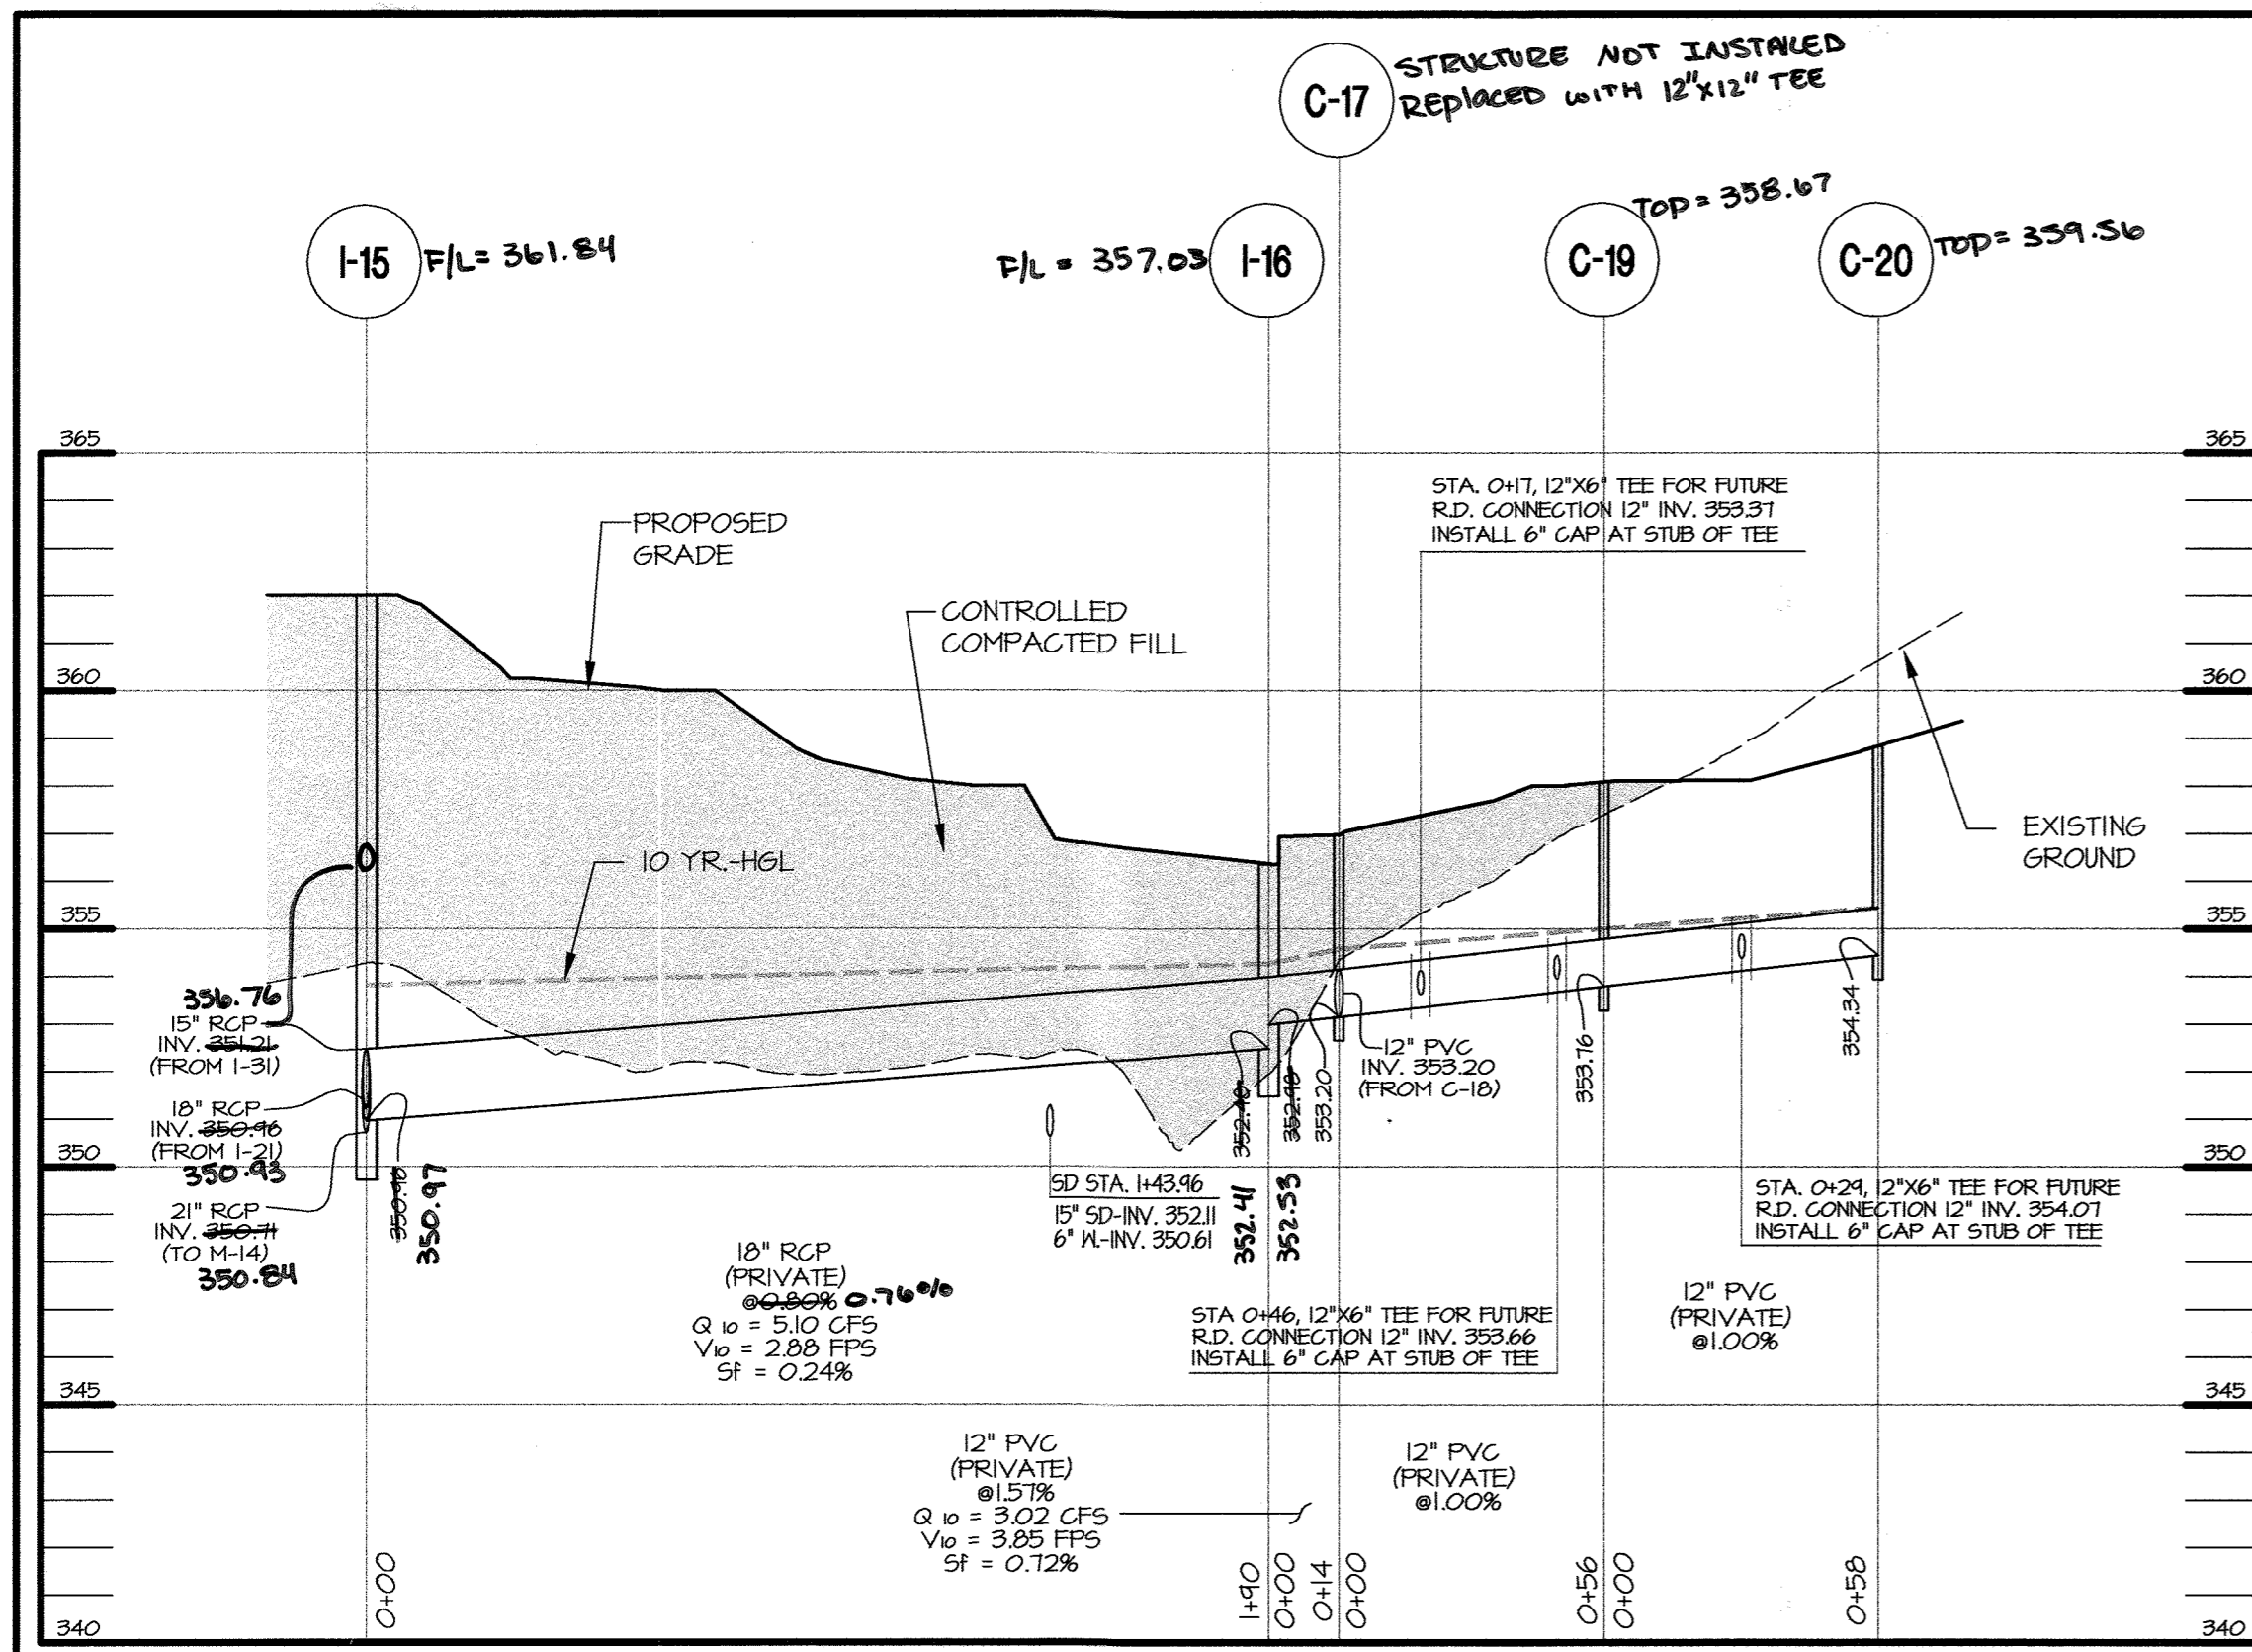 C-17
STRUCTURE NOT INSTALLED
REPLACED WITH 12"X12" TEE
I-15
F/L= 361.84
F/L = 357.03
I-16
C-19
TOP= 358.67
C-20
TOP= 359.56
365
365
STA. 0+17, 12"X6" TEE FOR FUTURE
R.D. CONNECTION 12" INV. 353.37
INSTALL 6" CAP AT STUB OF TEE
PROPOSED
GRADE
CONTROLLED
COMPACTED FILL
360
360
10 YR.-HGL
EXISTING
GROUND
355
355
356.76
15" RCP
INV. 351.21
(FROM I-31)
18" RCP
INV. 350.96
(FROM I-21)
350.93
21" RCP
INV. 350.71
(TO M-14)
350.84
350.90
350.97
352.40
352.41
352.90
352.53
353.20
12" PVC
INV. 353.20
(FROM C-18)
353.76
354.34
350
350
SD STA. 1+43.96
15" SD-INV. 352.11
6" W.-INV. 350.61
STA. 0+29, 12"X6" TEE FOR FUTURE
R.D. CONNECTION 12" INV. 354.07
INSTALL 6" CAP AT STUB OF TEE
18" RCP
(PRIVATE)
@0.80% 0.76%
Q10 = 5.10 CFS
V10 = 2.88 FPS
Sf = 0.24%
STA 0+46, 12"X6" TEE FOR FUTURE
R.D. CONNECTION 12" INV. 353.66
INSTALL 6" CAP AT STUB OF TEE
12" PVC
(PRIVATE)
@1.00%
345
345
12" PVC
(PRIVATE)
@1.57%
Q10 = 3.02 CFS
V10 = 3.85 FPS
Sf = 0.72%
12" PVC
(PRIVATE)
@1.00%
0+00
1+90
0+00
0+14
0+00
0+56
0+00
0+58
340
340